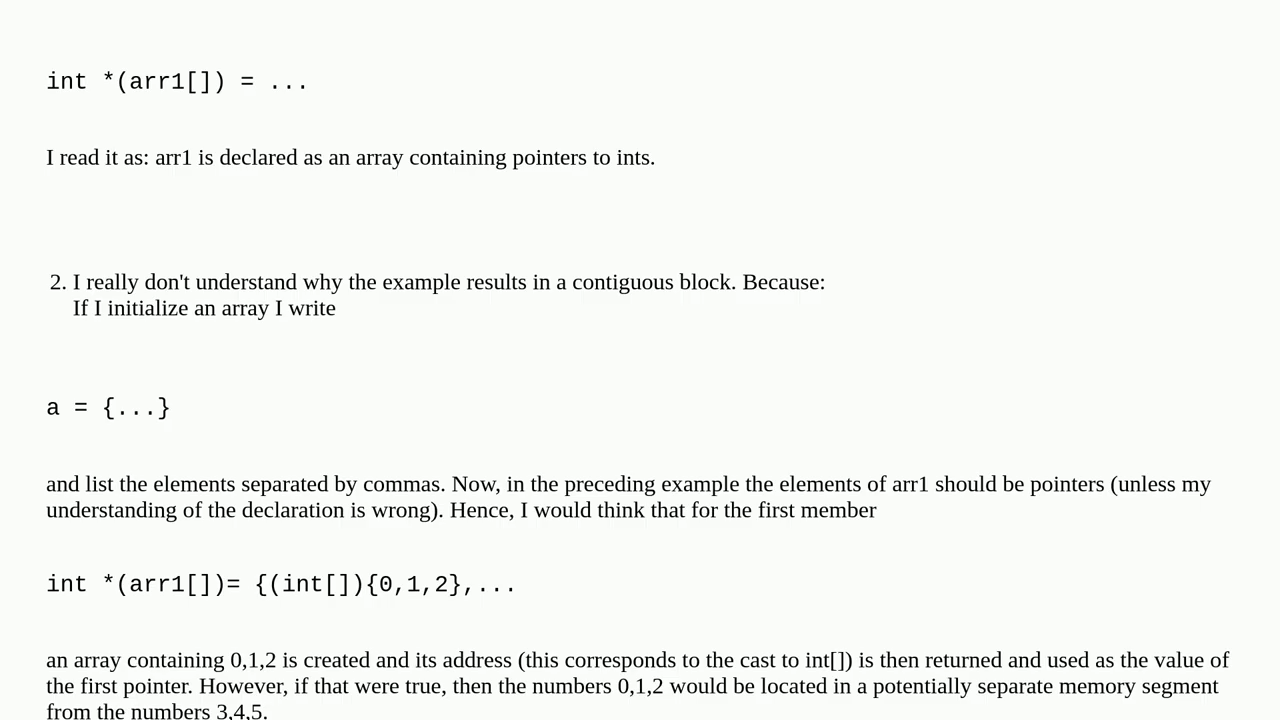 int *(arr1[]) = ...
I read it as: arr1 is declared as an array containing pointers to ints.
2. I really don't understand why the example results in a contiguous block. Because:
If I initialize an array I write
a = {...}
and list the elements separated by commas. Now, in the preceding example the elements of arr1 should be pointers (unless my
understanding of the declaration is wrong). Hence, I would think that for the first member
int *(arr1[])= {(int[]){0,1,2},...
an array containing 0,1,2 is created and its address (this corresponds to the cast to int[]) is then returned and used as the value of
the first pointer. However, if that were true, then the numbers 0,1,2 would be located in a potentially separate memory segment
from the numbers 3,4,5.